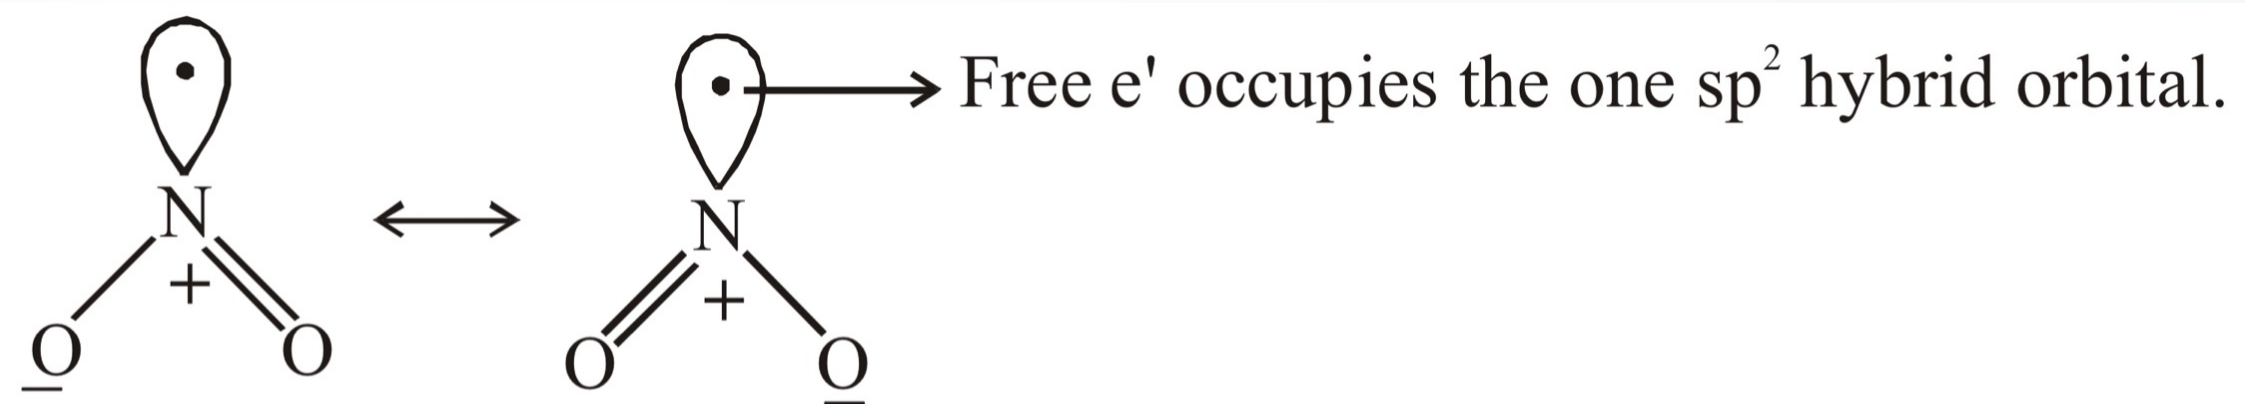 Free e' occupies the one sp² hybrid orbital.
N N
+ +
O O O O